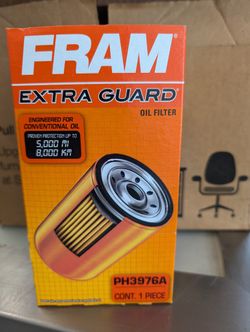 FRAM
EXTRA GUARD®
OIL FILTER
ENGINEERED FOR
CONVENTIONAL OIL
PROVEN PROTECTION UP TO
5,000 MI
8,000 KM
PH3976A
CONT. 1 PIECE